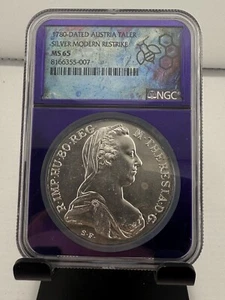 1780-DATED AUSTRIA TALER
SILVER MODERN RESTRIKE
MS 65
8166355-007
NGC
R·IMP·HU·BO·REG·
M·THERESIA·D·G·
S·F·